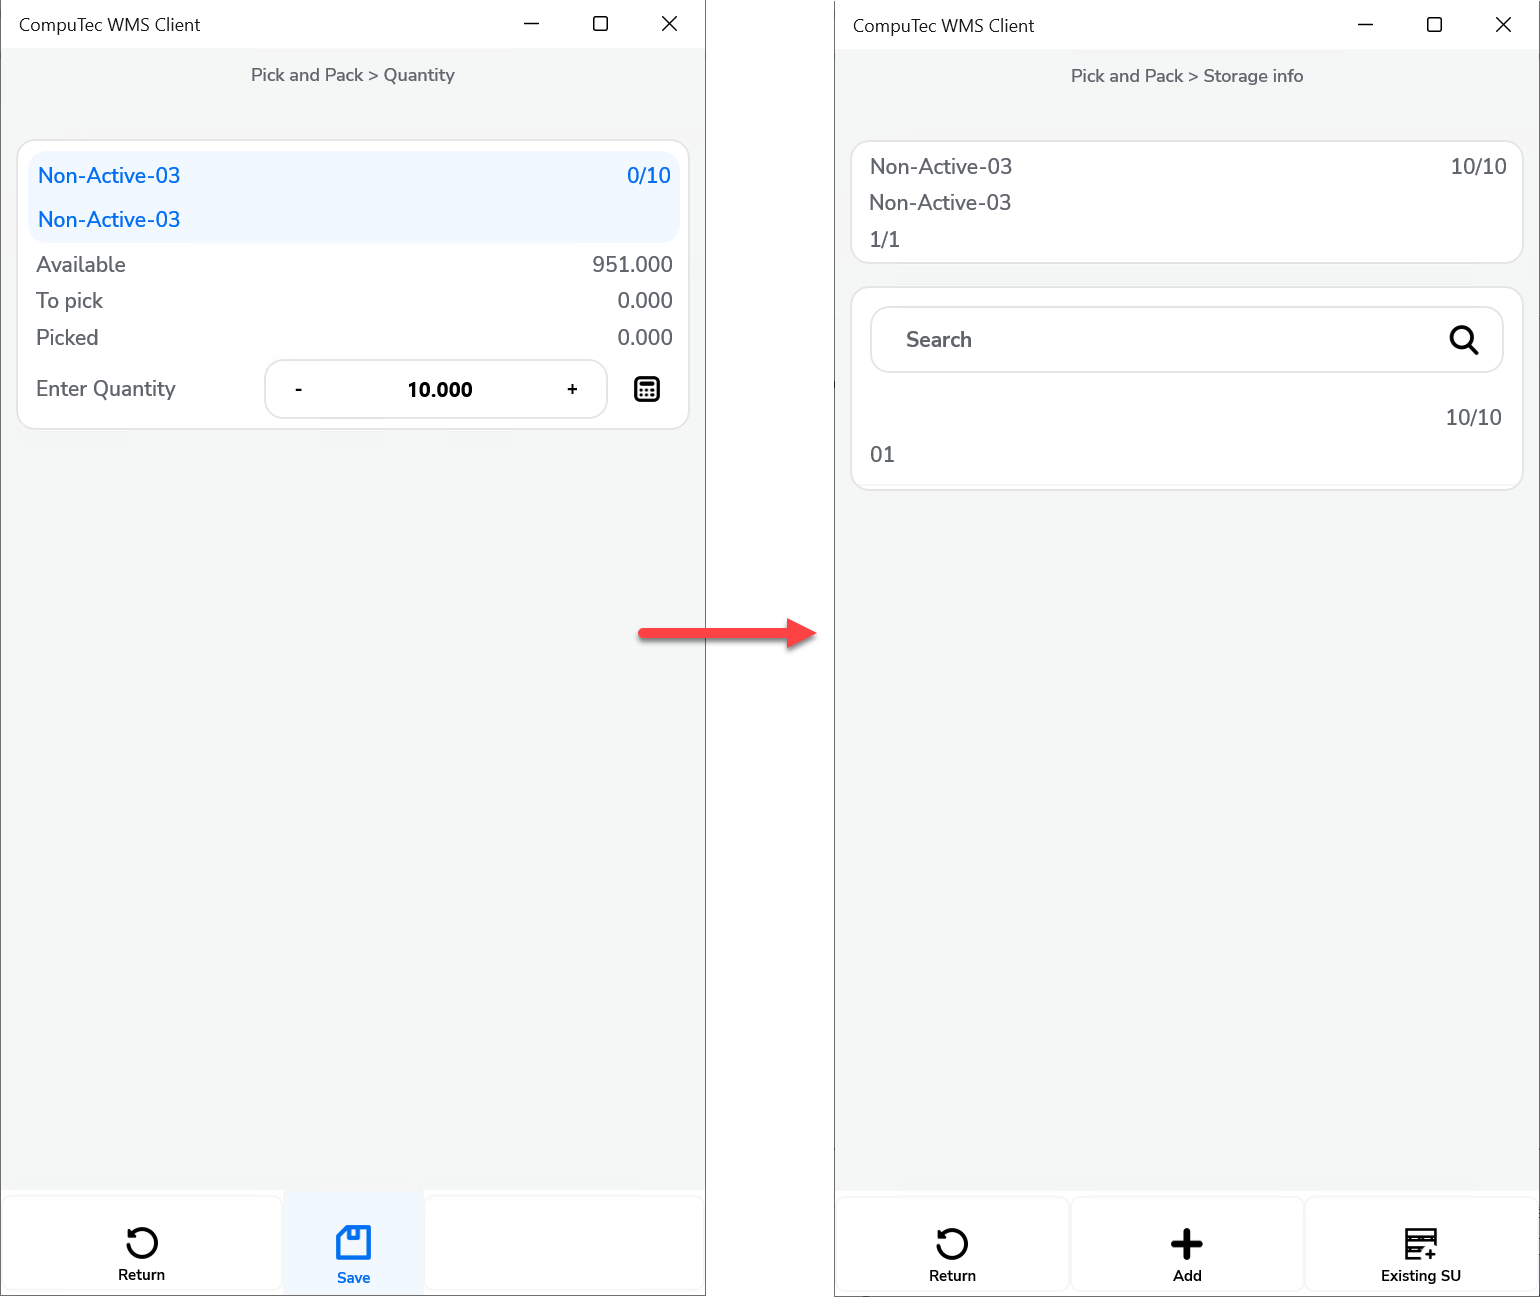 CompuTec WMS Client
Pick and Pack > Quantity
Non-Active-03 0/10
Non-Active-03
Available 951.000
To pick 0.000
Picked 0.000
Enter Quantity - 10.000 +
Return
Save
CompuTec WMS Client
Pick and Pack > Storage info
Non-Active-03 10/10
Non-Active-03
1/1
Search
10/10
01
Return
Add
Existing SU